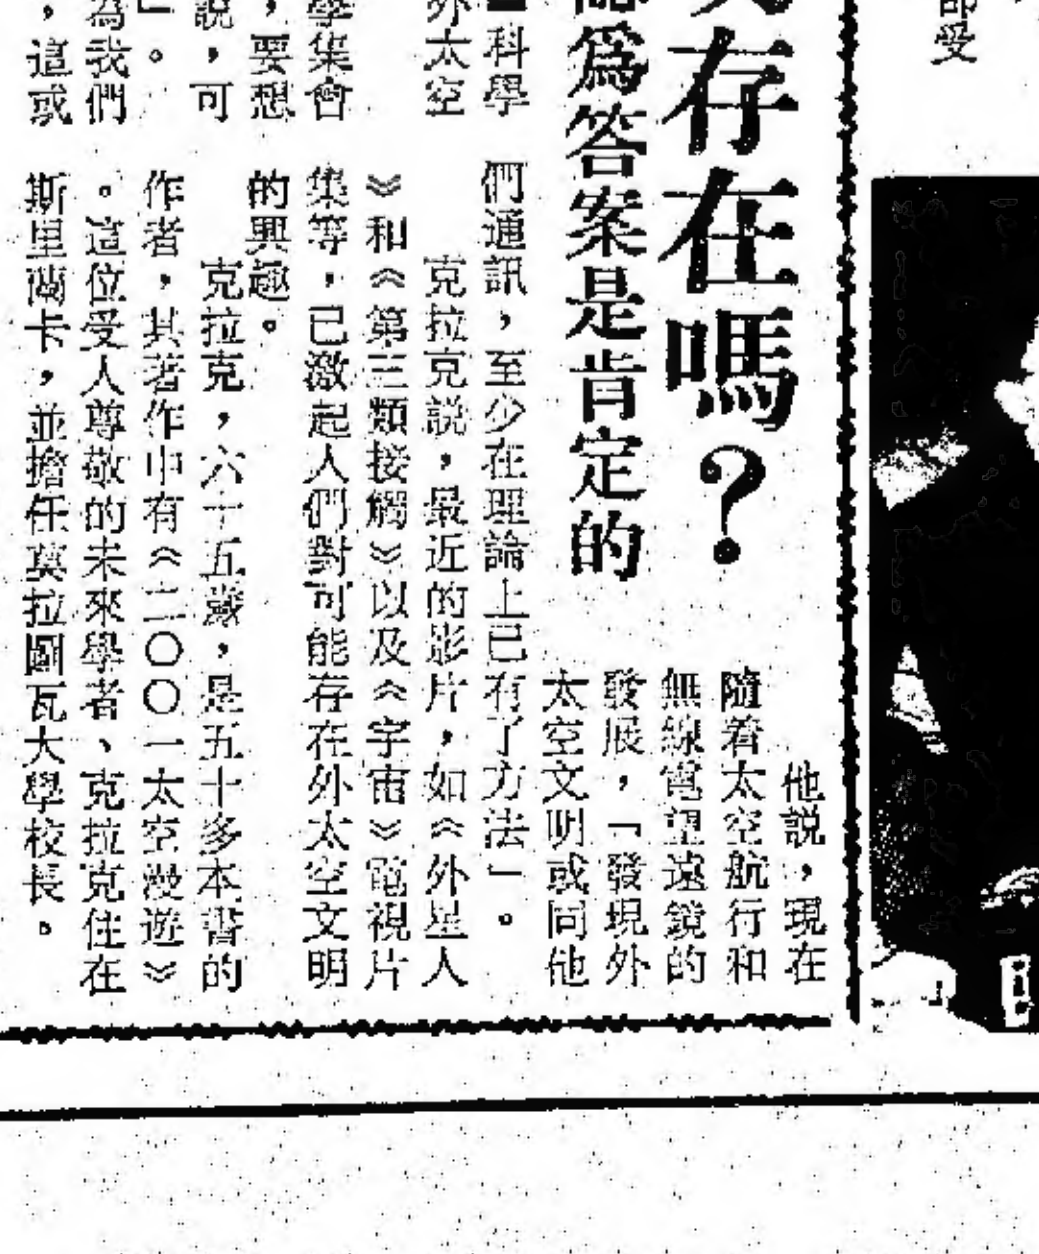 部受
存在嗎？
為答案是肯定的
科學
外太空
學集會
，要想
說，可
」。
為我們
，這或
他說，現在
隨着太空航行和
無線電望遠鏡的
發展，「發現外
太空文明或同他
們通訊，至少在理論上已有了方法」。
克拉克說，最近的影片，如《外星人
》和《第三類接觸》以及《宇宙》電視片
集等，已激起人們對可能存在外太空文明
的興趣。
克拉克，六十五歲，是五十多本書的
作者，其著作中有《二〇〇一太空漫遊》
。這位受人尊敬的未來學者、克拉克住在
斯里蘭卡，並擔任莫拉圖瓦大學校長。